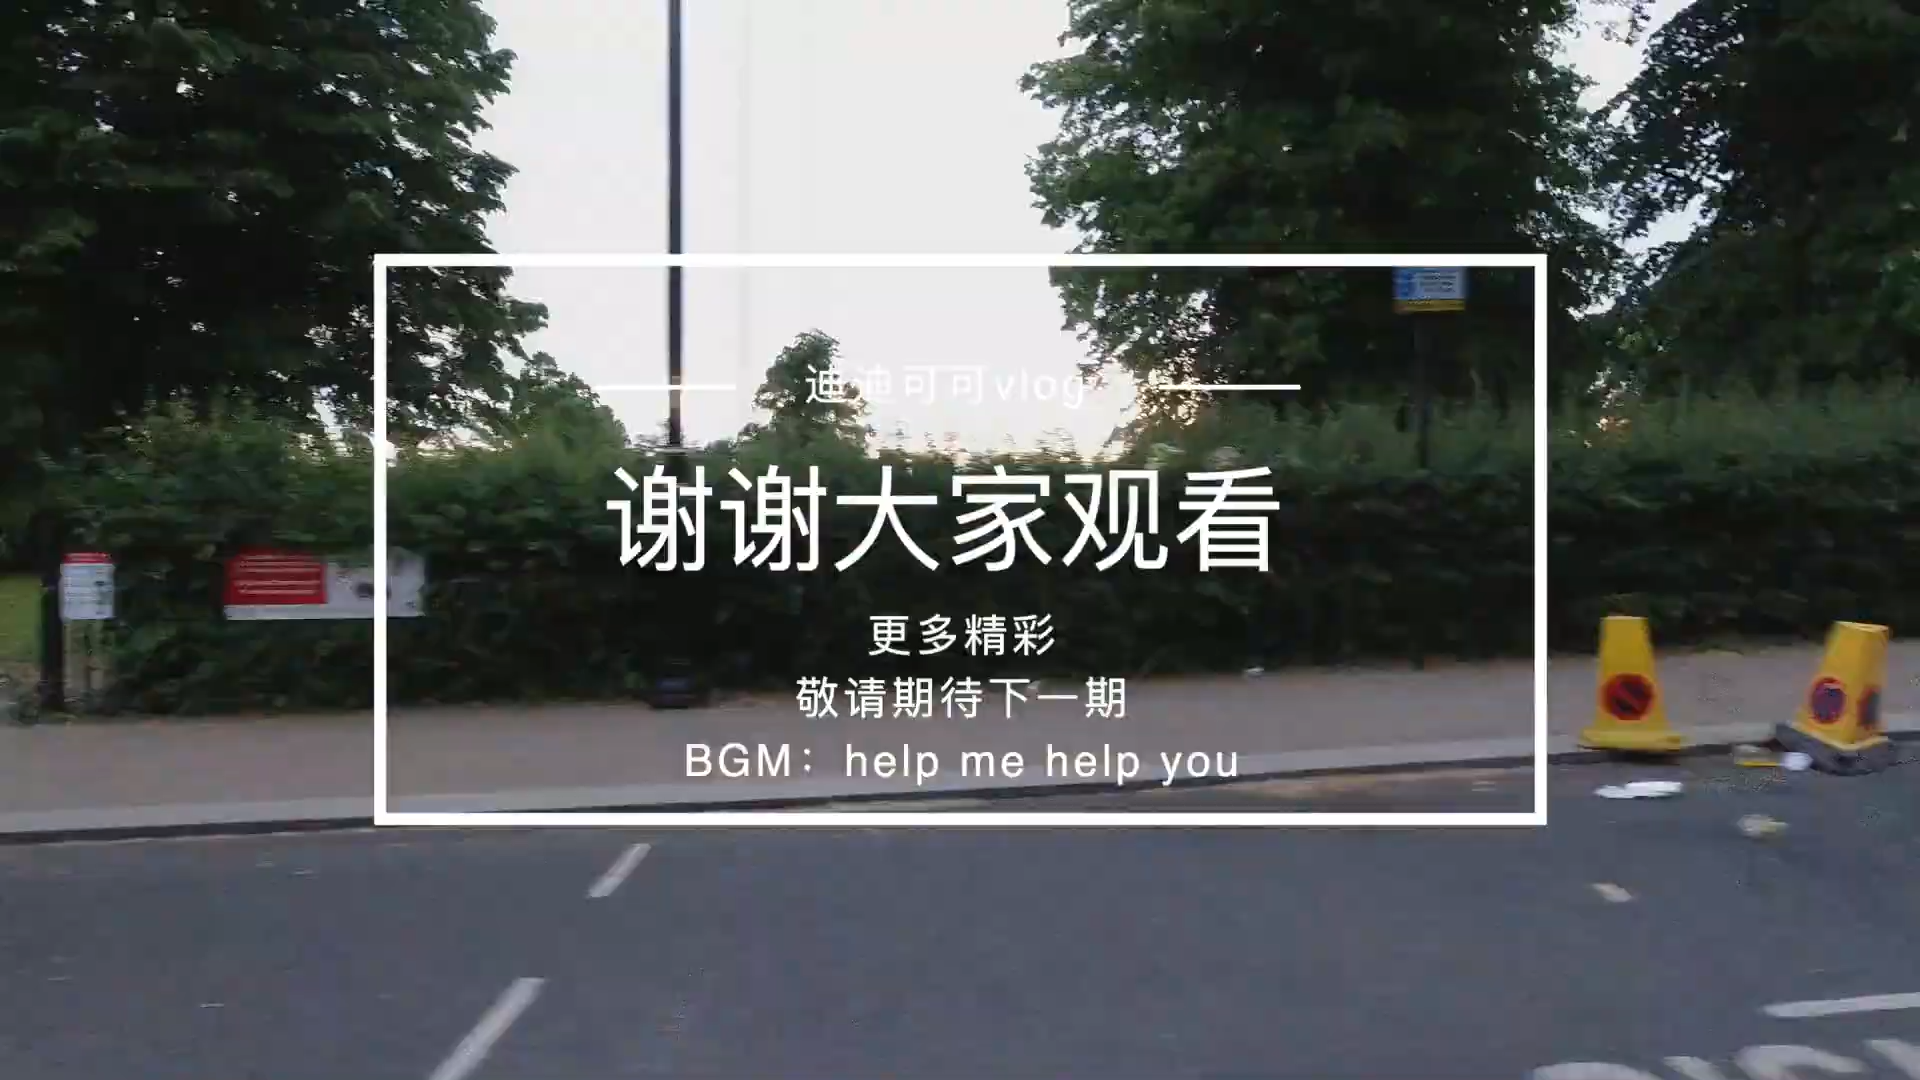 迪迪可可vlog
谢谢大家观看
更多精彩
敬请期待下一期
BGM：help me help you